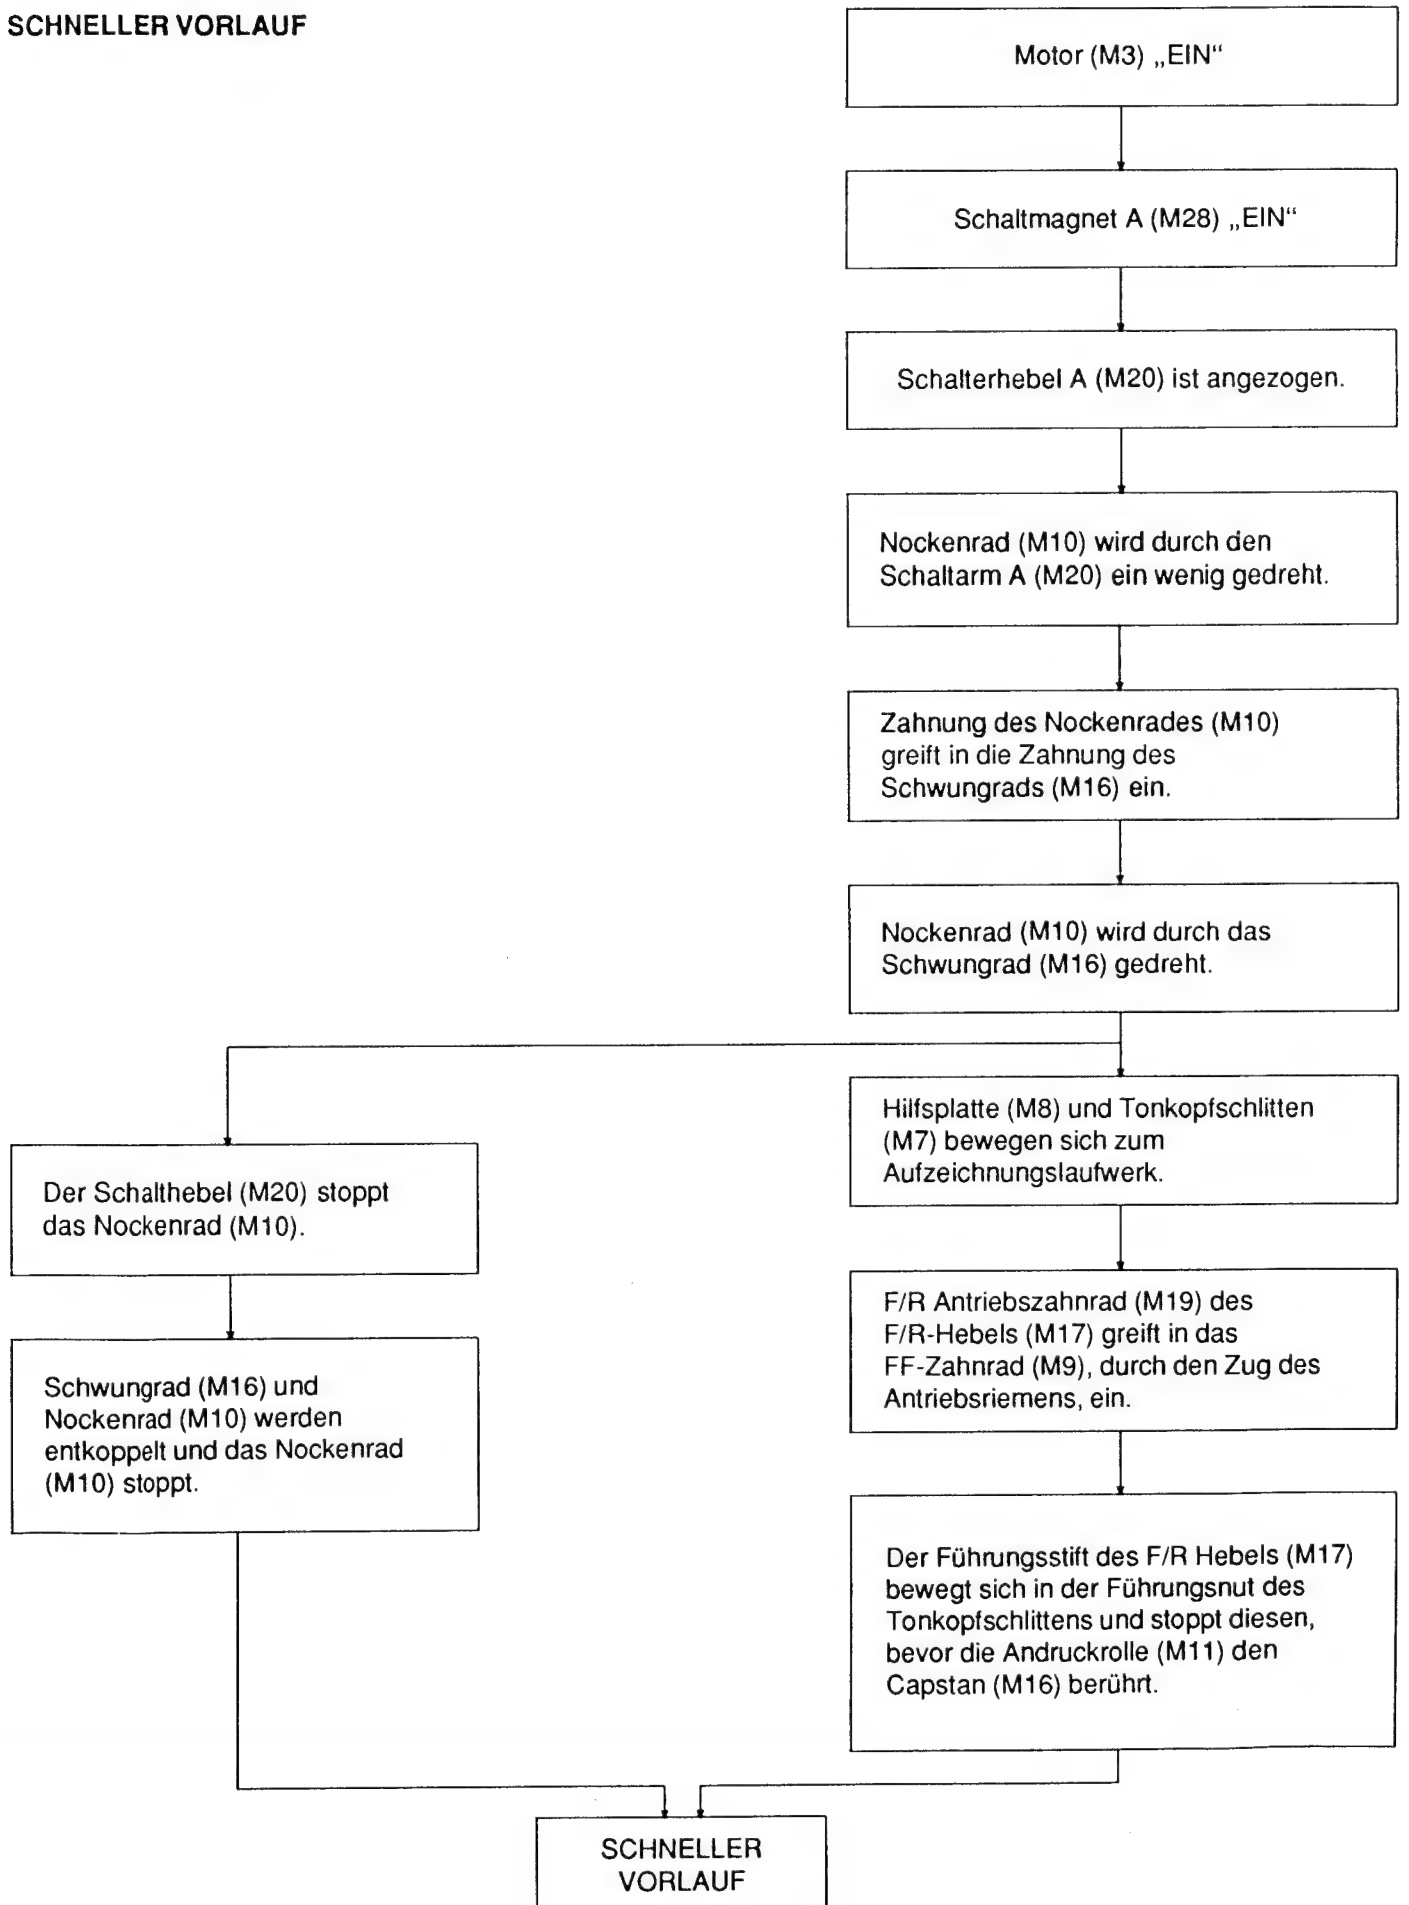 SCHNELLER VORLAUF
Motor (M3) „EIN“
Schaltmagnet A (M28) „EIN“
Schalterhebel A (M20) ist angezogen.
Nockenrad (M10) wird durch den
Schaltarm A (M20) ein wenig gedreht.
Zahnung des Nockenrades (M10)
greift in die Zahnung des
Schwungrads (M16) ein.
Nockenrad (M10) wird durch das
Schwungrad (M16) gedreht.
Der Schalthebel (M20) stoppt
das Nockenrad (M10).
Schwungrad (M16) und
Nockenrad (M10) werden
entkoppelt und das Nockenrad
(M10) stoppt.
Hilfsplatte (M8) und Tonkopfschlitten
(M7) bewegen sich zum
Aufzeichnungslaufwerk.
F/R Antriebszahnrad (M19) des
F/R-Hebels (M17) greift in das
FF-Zahnrad (M9), durch den Zug des
Antriebsriemens, ein.
Der Führungsstift des F/R Hebels (M17)
bewegt sich in der Führungsnut des
Tonkopfschlittens und stoppt diesen,
bevor die Andruckrolle (M11) den
Capstan (M16) berührt.
SCHNELLER
VORLAUF